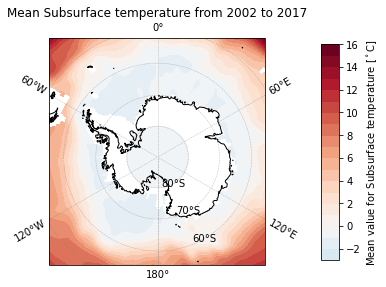 Mean Subsurface temperature from 2002 to 2017
0°
60°W
60°E
80°S
70°S
60°S
120°W
120°E
180°
16
14
12
10
8
6
4
2
0
−2
Mean value for Subsurface temperature [°C]